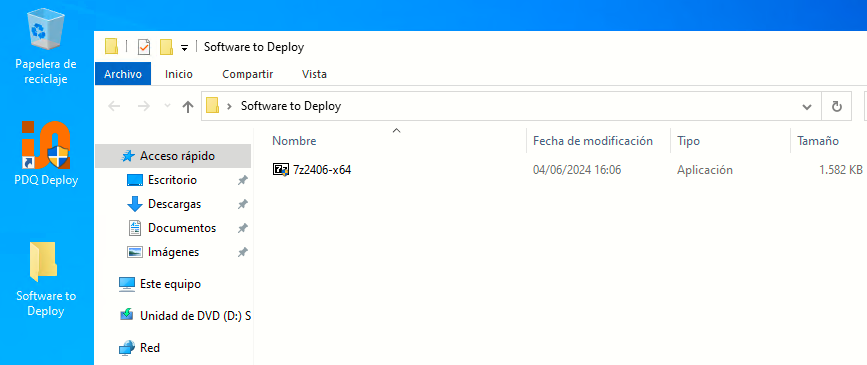 Papelera de
reciclaje
PDQ Deploy
Software to
Deploy
Software to Deploy
Archivo Inicio Compartir Vista
Software to Deploy
Nombre Fecha de modificación Tipo Tamaño
7z2406-x64 04/06/2024 16:06 Aplicación 1.582 KB
Acceso rápido
Escritorio
Descargas
Documentos
Imágenes
Este equipo
Unidad de DVD (D:) S
Red